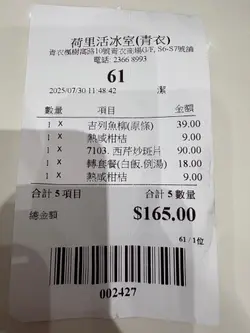 荷里活冰室(青衣)
青衣楓樹窩路10號青衣商場G/F, S6-S7號舖
電話: 2366 8993
61
2025/07/30 11:48:42 潔
數量 項目 金額
1 X 吉列魚柳(原條) 39.00
1 X 熱咸柑桔 9.00
1 X 7103. 西芹炒斑片 90.00
1 X 轉套餐(白飯.例湯) 18.00
1 X 熱咸柑桔 9.00
合計 5 項目 合計 5 數量
總金額 $165.00
61 / 1位
002427